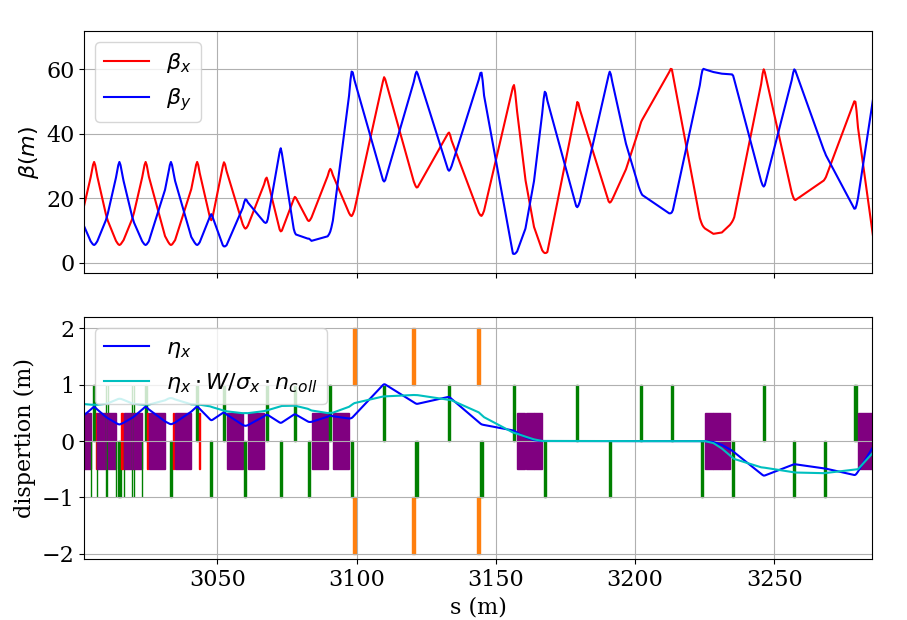 60
40
20
0
β(m)
βx
βy
2
1
0
−1
−2
dispertion (m)
ηx
ηx · W/σx · ncoll
3050 3100 3150 3200 3250
s (m)